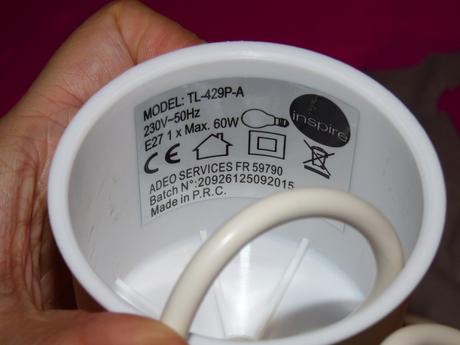 MODEL: TL-429P-A
230V~50Hz
E27 1 x Max. 60W
inspire
CE
ADEO SERVICES FR 59790
Batch N°:20926125092015
Made in P.R.C.